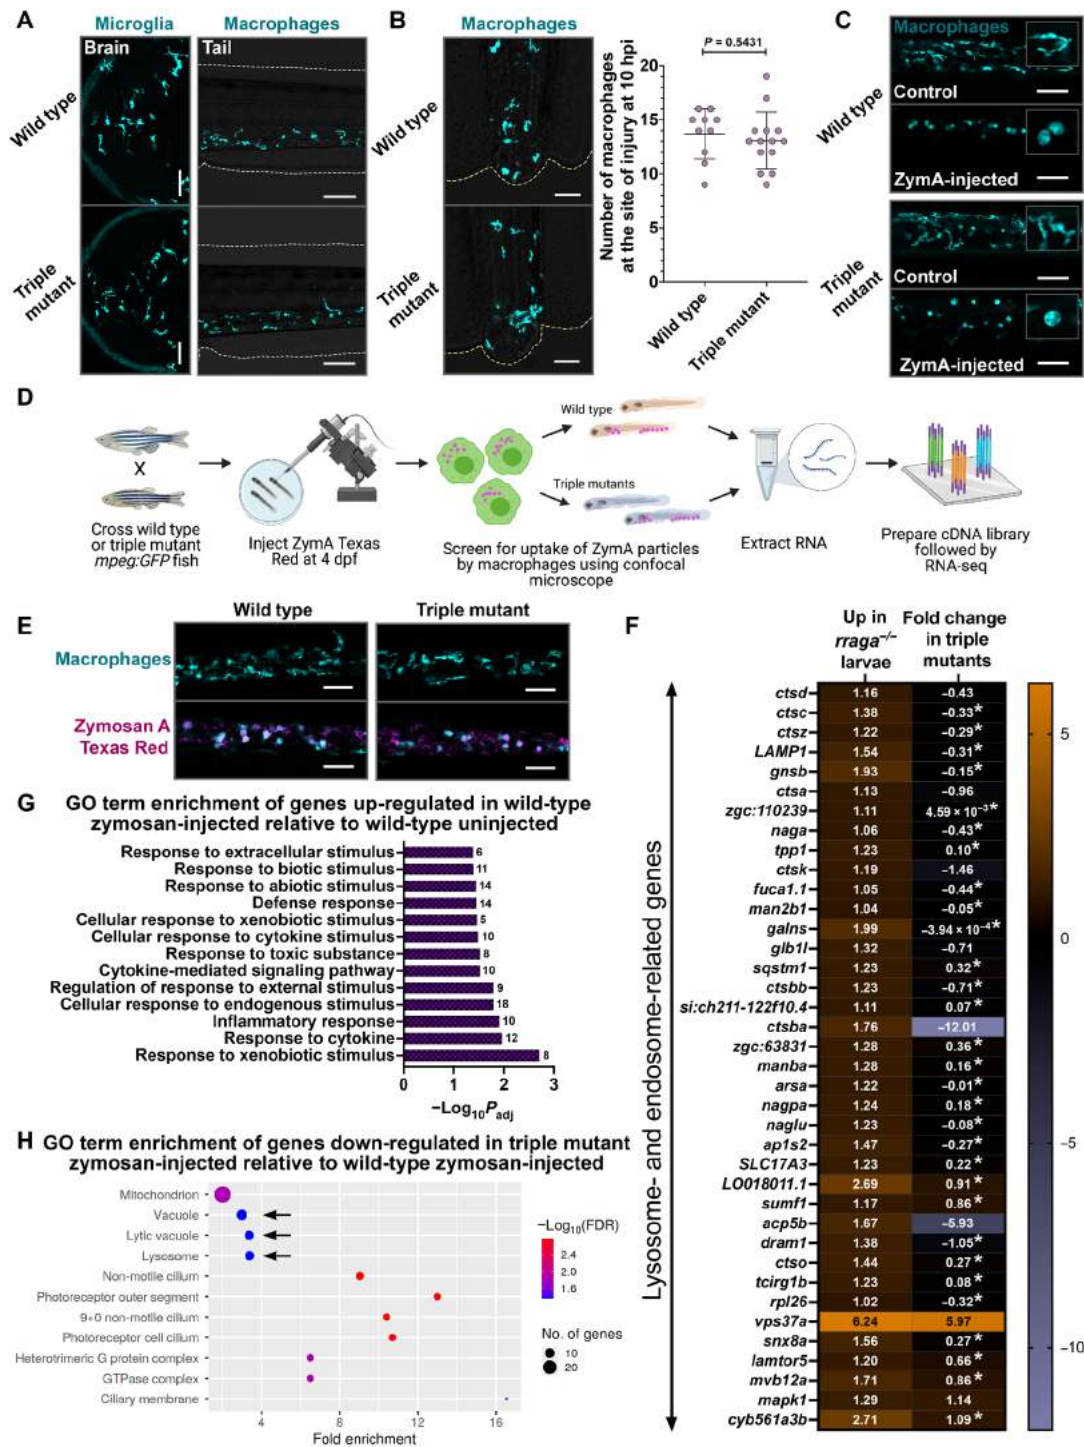 A
Microglia
Macrophages
Brain
Tail
Wild type
Triple
mutant
B
Macrophages
Wild type
Triple
mutant
P = 0.5431
Number of macrophages
at the site of injury at 10 hpi
20
15
10
5
0
Wild type
Triple mutant
C
Macrophages
Control
ZymA-injected
Control
ZymA-injected
Wild type
Triple
mutant
D
Cross wild type
or triple mutant
mpeg:GFP fish
X
Inject ZymA Texas
Red at 4 dpf
Screen for uptake of ZymA particles
by macrophages using confocal
microscope
Wild type
Triple mutants
Extract RNA
Prepare cDNA library
followed by
RNA-seq
E
Wild type
Triple mutant
Macrophages
Zymosan A
Texas Red
F
Up in
rraga–/–
larvae
Fold change
in triple
mutants
Lysosome- and endosome-related genes
ctsd 1.16 –0.43
ctsc 1.38 –0.33*
ctsz 1.22 –0.29*
LAMP1 1.54 –0.31*
gnsb 1.93 –0.15*
ctsa 1.13 –0.96
zgc:110239 1.11 4.59 × 10–3*
naga 1.06 –0.43*
tpp1 1.23 0.10*
ctsk 1.19 –1.46
fuca1.1 1.05 –0.44*
man2b1 1.04 –0.05*
galns 1.99 –3.94 × 10–4*
glb1l 1.32 –0.71
sqstm1 1.23 0.32*
ctsbb 1.23 –0.71*
si:ch211-122f10.4 1.11 0.07*
ctsba 1.76 –12.01
zgc:63831 1.28 0.36*
manba 1.28 0.16*
arsa 1.22 –0.01*
nagpa 1.24 0.18*
naglu 1.23 –0.08*
ap1s2 1.47 –0.27*
SLC17A3 1.23 0.22*
LO018011.1 2.69 0.91*
sumf1 1.17 0.86*
acp5b 1.67 –5.93
dram1 1.38 –1.05*
ctso 1.44 0.27*
tcirg1b 1.23 0.08*
rpl26 1.02 –0.32*
vps37a 6.24 5.97
snx8a 1.56 0.27*
lamtor5 1.20 0.66*
mvb12a 1.71 0.86*
mapk1 1.29 1.14
cyb561a3b 2.71 1.09*
5
0
–5
–10
G
GO term enrichment of genes up-regulated in wild-type
zymosan-injected relative to wild-type uninjected
Response to extracellular stimulus 6
Response to biotic stimulus 11
Response to abiotic stimulus 14
Defense response 14
Cellular response to xenobiotic stimulus 5
Cellular response to cytokine stimulus 10
Response to toxic substance 8
Cytokine-mediated signaling pathway 10
Regulation of response to external stimulus 9
Cellular response to endogenous stimulus 18
Inflammatory response 10
Response to cytokine 12
Response to xenobiotic stimulus 8
0 1 2 3
–Log10Padj
H
GO term enrichment of genes down-regulated in triple mutant
zymosan-injected relative to wild-type zymosan-injected
Mitochondrion
Vacuole
Lytic vacuole
Lysosome
Non-motile cilium
Photoreceptor outer segment
9+0 non-motile cilium
Photoreceptor cell cilium
Heterotrimeric G protein complex
GTPase complex
Ciliary membrane
4 8 12 16
Fold enrichment
–Log10(FDR)
2.4
2.0
1.6
No. of genes
10
20